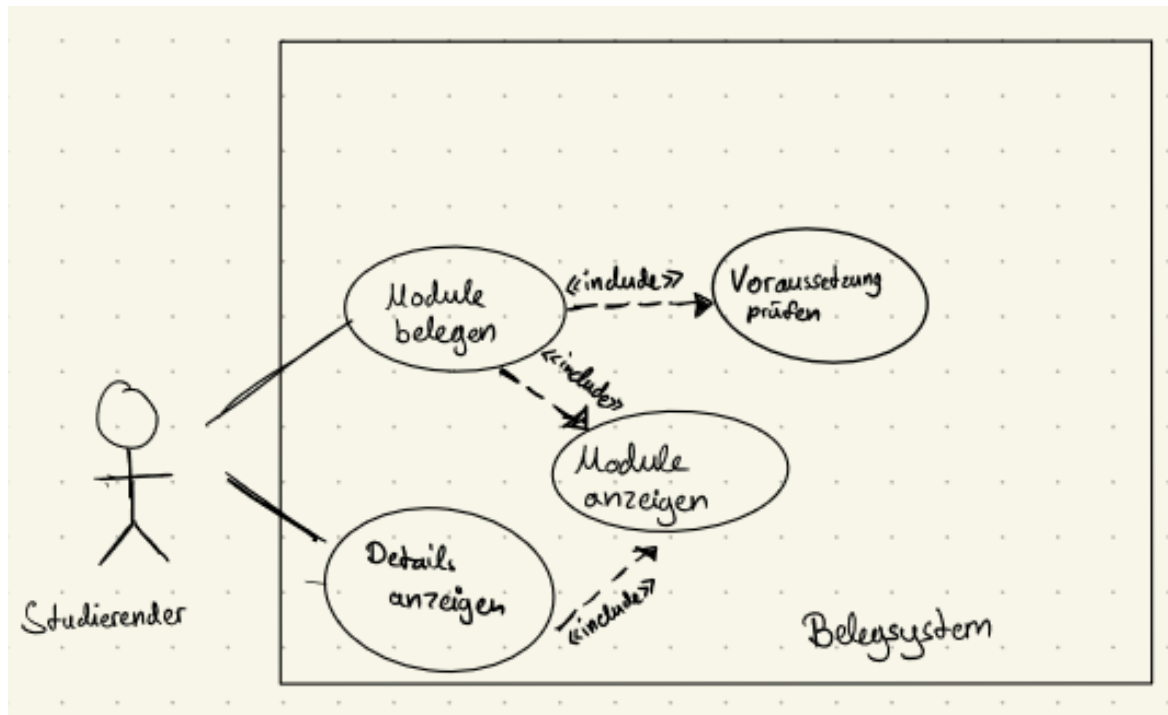 Module
belegen
<<include>>
Voraussetzung
prüfen
<<include>>
Module
anzeigen
Details
anzeigen
<<include>>
Studierender
Belegsystem